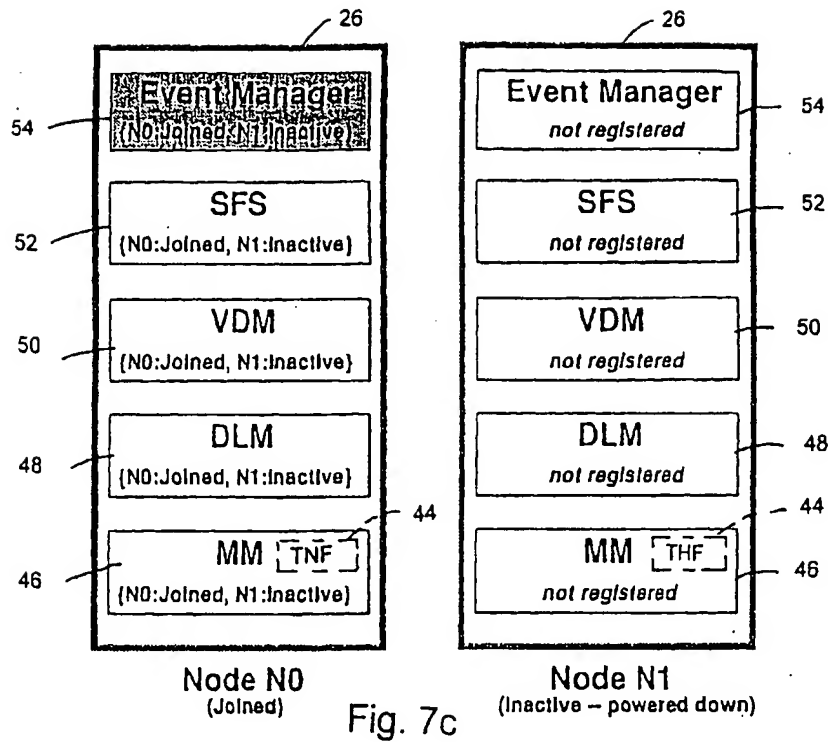 26
Event Manager
{N0:Joined, N1:Inactive}
54
SFS
{N0:Joined, N1:Inactive}
52
VDM
{N0:Joined, N1:Inactive}
50
DLM
{N0:Joined, N1:Inactive}
48
MM
TNF
44
{N0:Joined, N1:Inactive}
46
Node N0
(Joined)
26
Event Manager
not registered
54
SFS
not registered
52
VDM
not registered
50
DLM
not registered
48
44
MM
THF
not registered
46
Node N1
(Inactive – powered down)
Fig. 7c